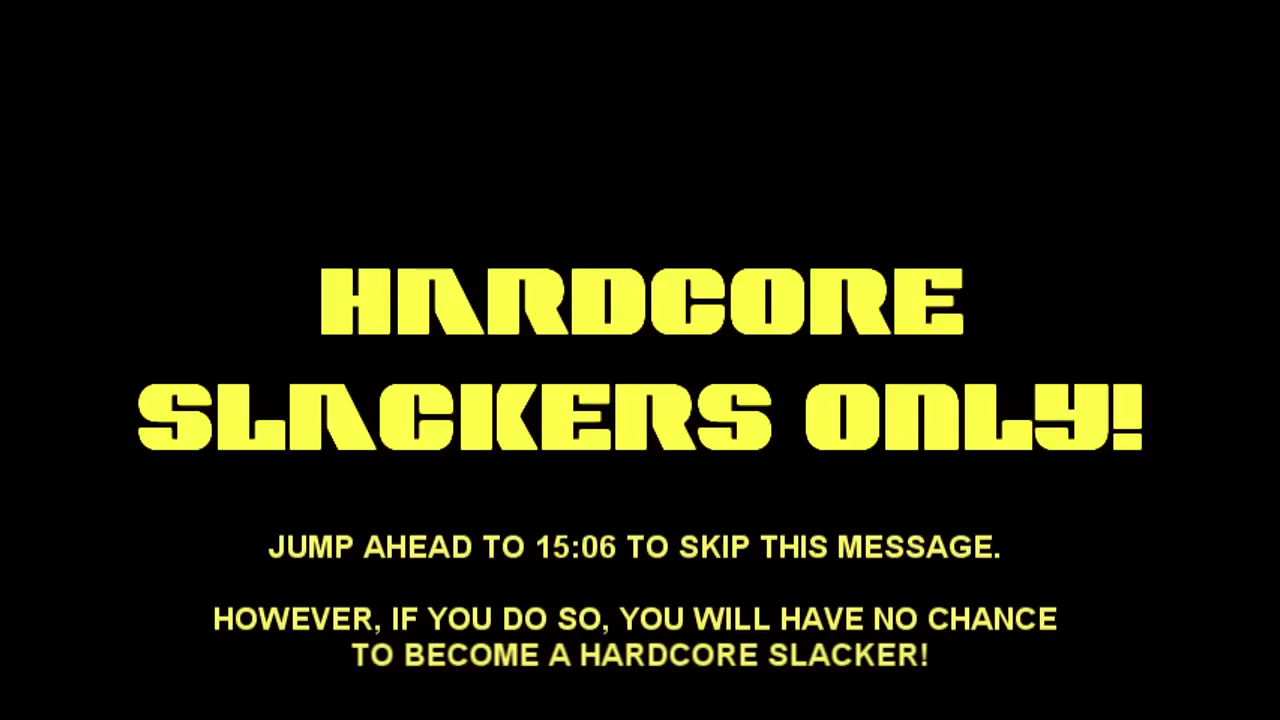 HARDCORE
SLACKERS ONLY!
JUMP AHEAD TO 15:06 TO SKIP THIS MESSAGE.
HOWEVER, IF YOU DO SO, YOU WILL HAVE NO CHANCE
TO BECOME A HARDCORE SLACKER!